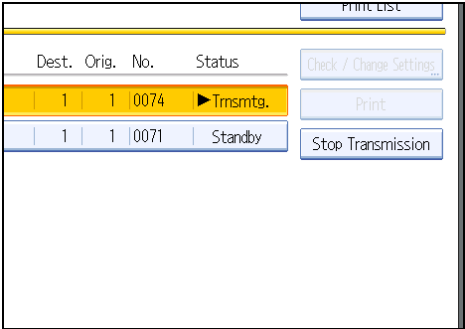 Print List
Dest. Orig. No. Status
Check / Change Settings
1 1 0074 ▶Trnsmtg.
Print
1 1 0071 Standby
Stop Transmission